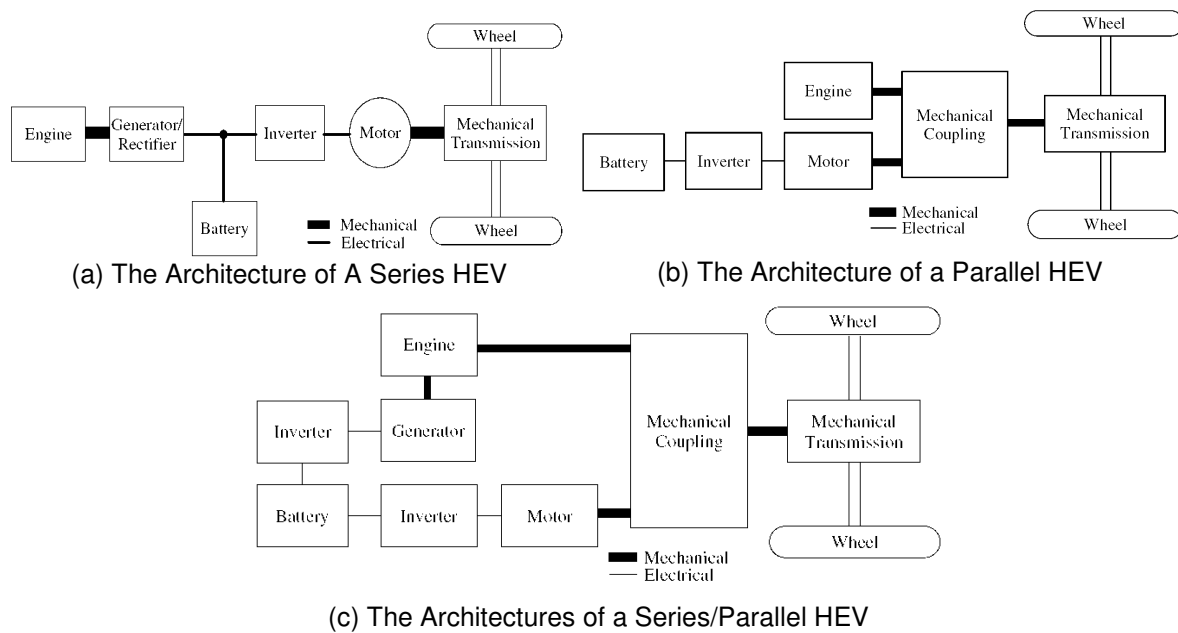 Wheel
Engine
Generator/
Rectifier
Inverter
Motor
Mechanical
Transmission
Battery
Mechanical
Electrical
Wheel
(a) The Architecture of A Series HEV
Wheel
Engine
Mechanical
Coupling
Mechanical
Transmission
Battery
Inverter
Motor
Mechanical
Electrical
Wheel
(b) The Architecture of a Parallel HEV
Wheel
Engine
Inverter
Generator
Mechanical
Coupling
Mechanical
Transmission
Battery
Inverter
Motor
Wheel
Mechanical
Electrical
(c) The Architectures of a Series/Parallel HEV